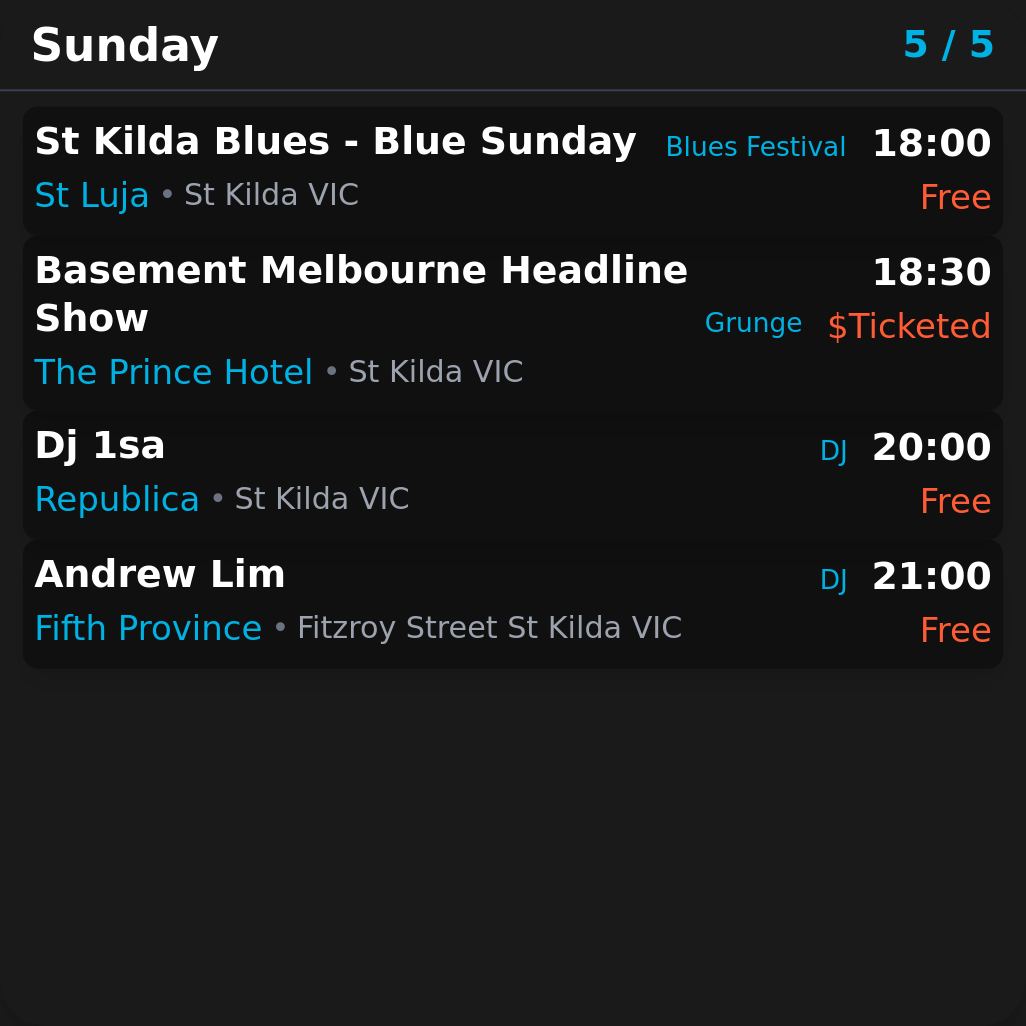 Sunday 5 / 5
St Kilda Blues - Blue Sunday Blues Festival 18:00
St Luja • St Kilda VIC Free
Basement Melbourne Headline 18:30
Show Grunge $Ticketed
The Prince Hotel • St Kilda VIC
Dj 1sa DJ 20:00
Republica • St Kilda VIC Free
Andrew Lim DJ 21:00
Fifth Province • Fitzroy Street St Kilda VIC Free